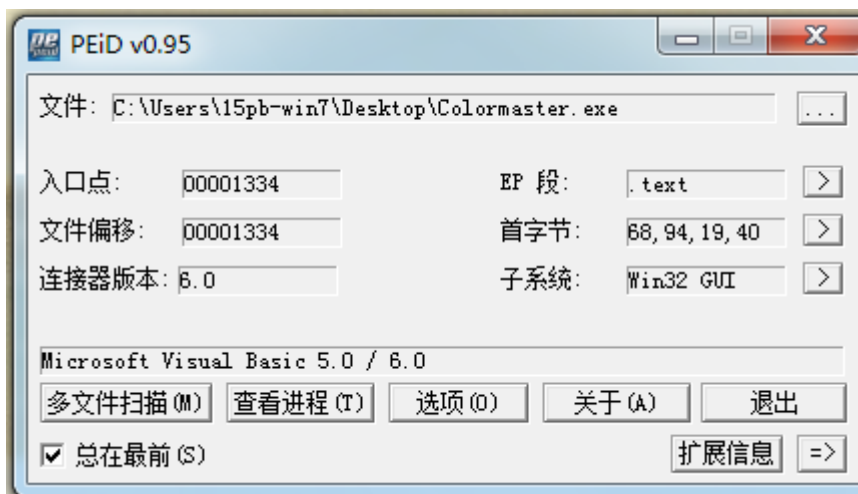 PEiD v0.95
文件: C:\Users\15pb-win7\Desktop\Colormaster.exe ...
入口点: 00001334 EP 段: .text >
文件偏移: 00001334 首字节: 68,94,19,40 >
连接器版本: 6.0 子系统: Win32 GUI >
Microsoft Visual Basic 5.0 / 6.0
多文件扫描(M) 查看进程(T) 选项(O) 关于(A) 退出
总在最前(S) 扩展信息 =>